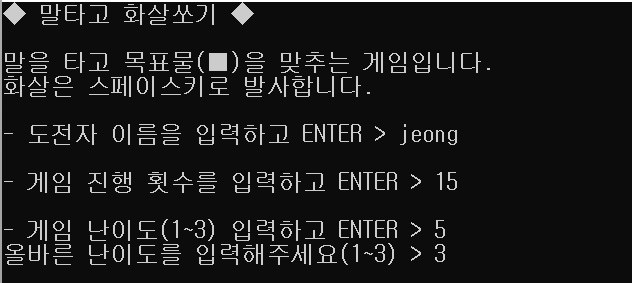 ◆ 말타고 화살쏘기 ◆
말을 타고 목표물(■)을 맞추는 게임입니다.
화살은 스페이스키로 발사합니다.
- 도전자 이름을 입력하고 ENTER > jeong
- 게임 진행 횟수를 입력하고 ENTER > 15
- 게임 난이도(1~3) 입력하고 ENTER > 5
올바른 난이도를 입력해주세요(1~3) > 3